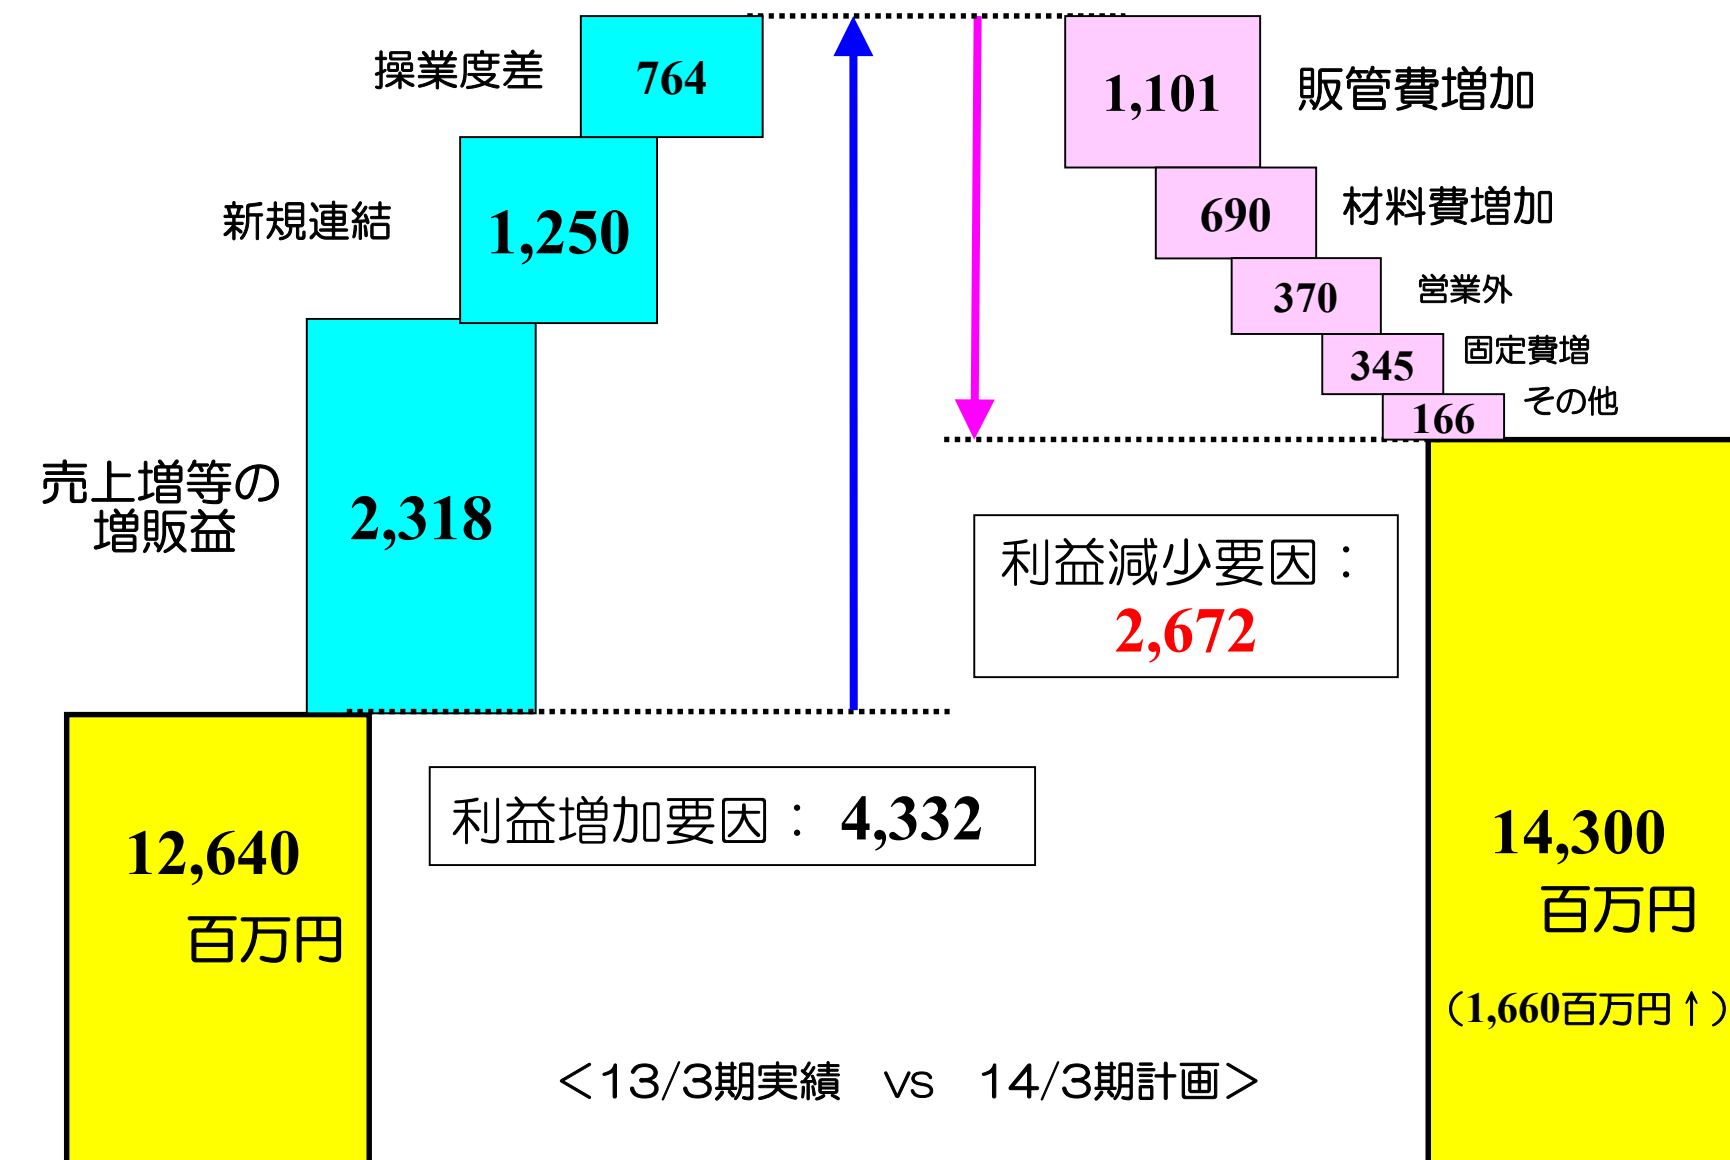 操業度差
764
新規連結
1,250
売上増等の
増販益
2,318
12,640
百万円
利益増加要因： 4,332
1,101
販管費増加
690
材料費増加
370
営業外
345
固定費増
166
その他
利益減少要因：
2,672
14,300
百万円
（1,660百万円↑）
＜13/3期実績　vs　14/3期計画＞